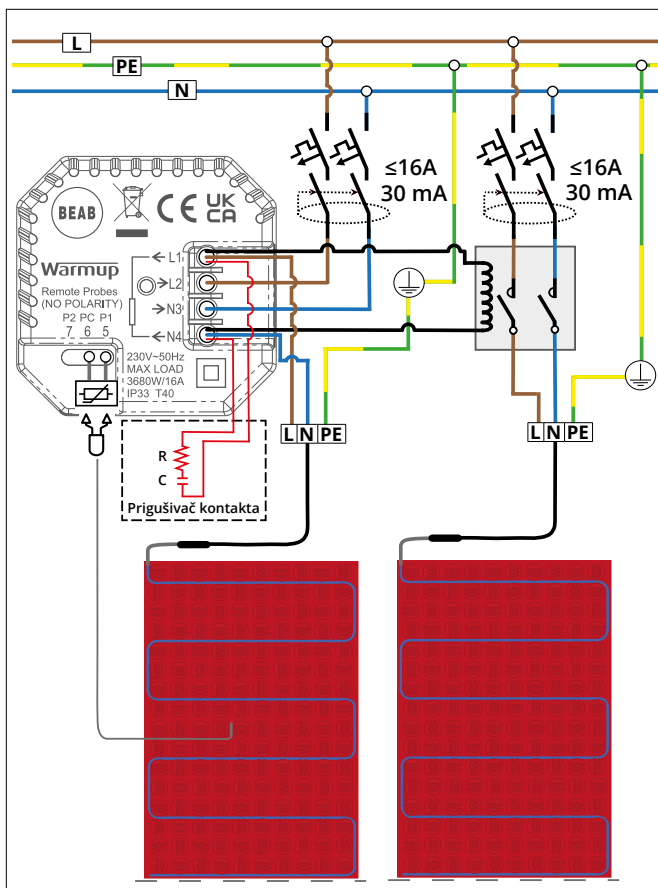 L
PE
N
≤16A
30 mA
≤16A
30 mA
BEAB
CE UK
CA
Warmup
Remote Probes
(NO POLARITY)
P2 PC P1
7 6 5
L1
L2
N3
N4
230V~50Hz
MAX LOAD
3680W/16A
IP33 T40
L N PE
L N PE
R
C
Prigušivač kontakta